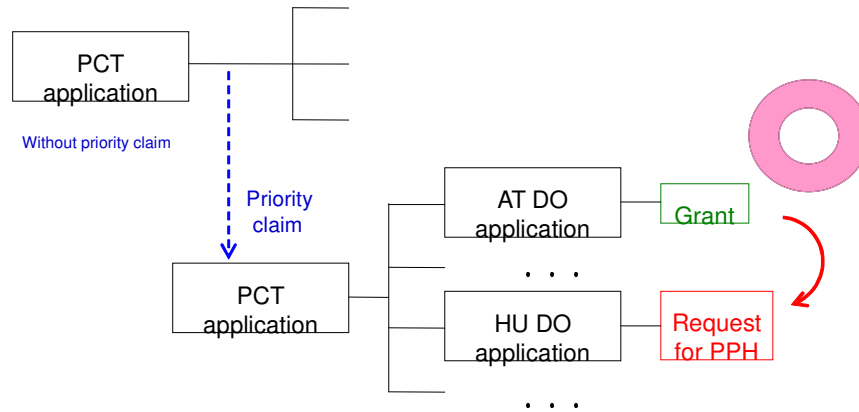 PCT
application
Without priority claim
Priority
claim
AT DO
application
Grant
. . .
PCT
application
HU DO
application
Request
for PPH
. . .